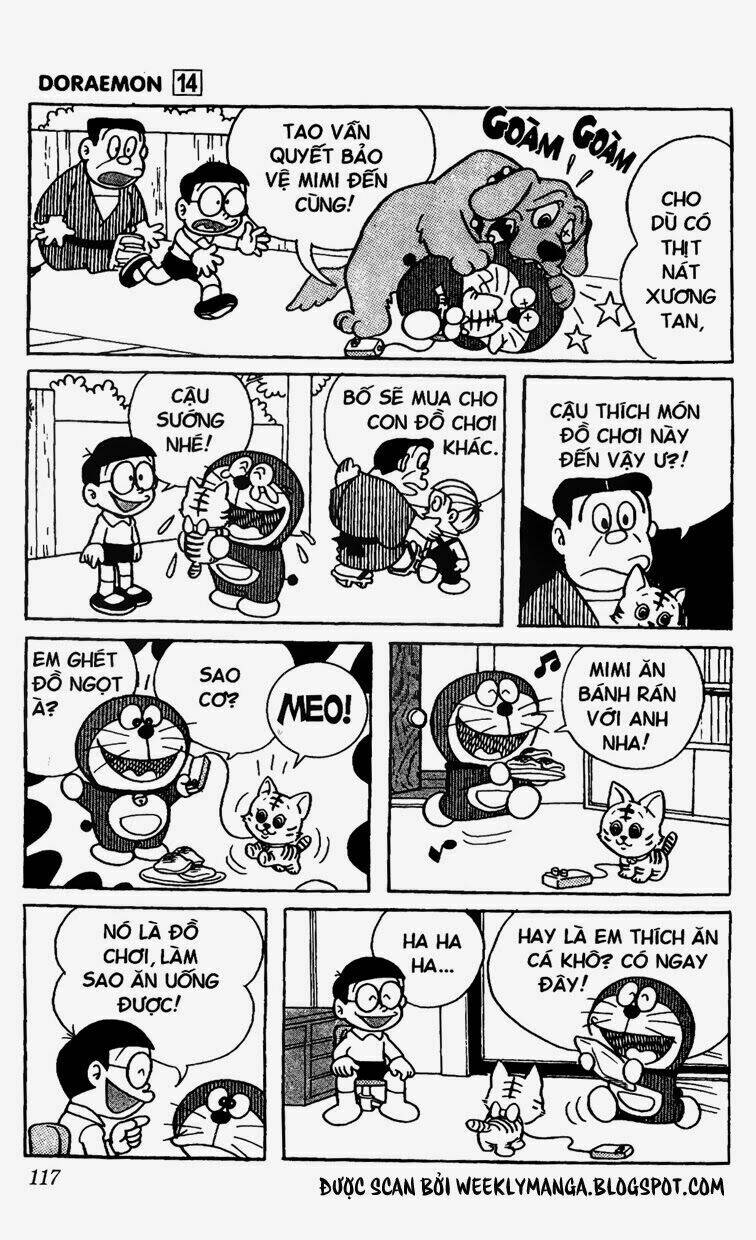 DORAEMON 14
CHO
DÙ CÓ
THỊT
NÁT
XƯƠNG
TAN,
GOÀM GOÀM
TAO VẪN
QUYẾT BẢO
VỆ MIMI ĐẾN
CÙNG!
CẬU THÍCH MÓN
ĐỒ CHƠI NÀY
ĐẾN VẬY Ư?!
BỐ SẼ MUA CHO
CON ĐỒ CHƠI
KHÁC.
CẬU
SƯỚNG
NHÉ!
MIMI ĂN
BÁNH RÁN
VỚI ANH
NHA!
MEO!
SAO
CƠ?
EM GHÉT
ĐỒ NGỌT
À?
HAY LÀ EM THÍCH ĂN
CÁ KHÔ? CÓ NGAY
ĐÂY!
HA HA
HA...
NÓ LÀ ĐỒ
CHƠI, LÀM
SAO ĂN UỐNG
ĐƯỢC!
117
ĐƯỢC SCAN BỞI WEEKLYMANGA.BLOGSPOT.COM